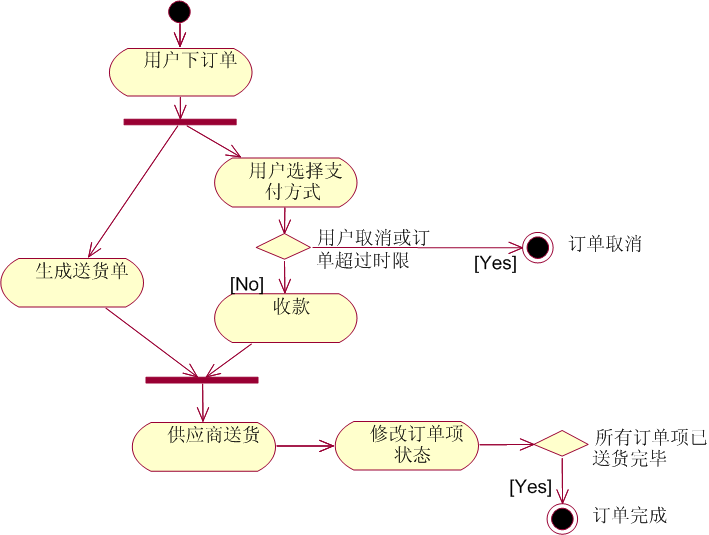 用户下订单
用户选择支
付方式
用户取消或订
单超过时限
订单取消
[Yes]
生成送货单
[No]
收款
供应商送货
修改订单项
状态
所有订单项已
送货完毕
[Yes]
订单完成